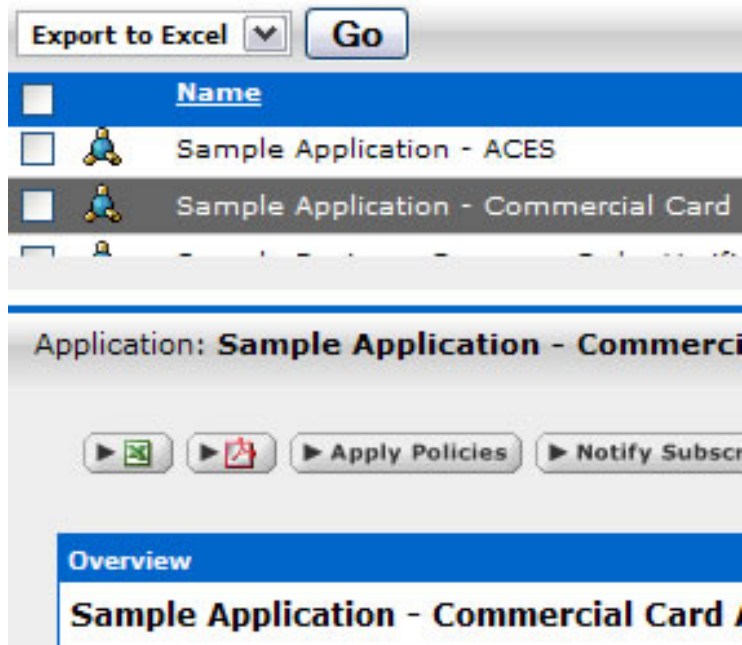 Export to Excel Go
Name
Sample Application - ACES
Sample Application - Commercial Card
Application: Sample Application - Commerci
Apply Policies Notify Subscr
Overview
Sample Application - Commercial Card